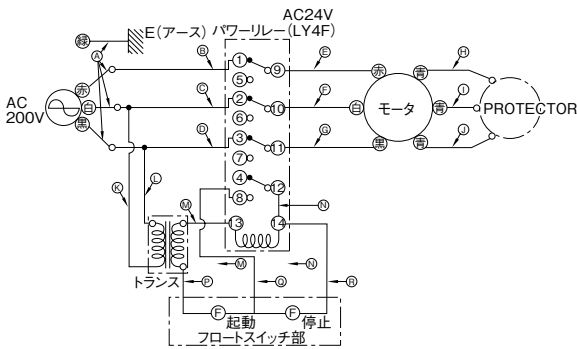 AC24V
E(アース) パワーリレー(LY4F)
緑
Ⓐ
Ⓑ
Ⓔ
Ⓗ
赤
① ⑨
赤 青
⑤
AC
200V
白
Ⓒ
② ⑩
Ⓕ
白 モータ 青
Ⓘ
PROTECTOR
⑥
黒
Ⓓ
③ ⑪
Ⓖ
黒 青
Ⓙ
⑦
④ ⑫
Ⓚ
Ⓛ
⑧
Ⓜ
Ⓝ
⑬ ⑭
トランス
Ⓜ
Ⓝ
Ⓟ
Ⓠ
Ⓡ
Ⓕ Ⓕ
起動 停止
フロートスイッチ部